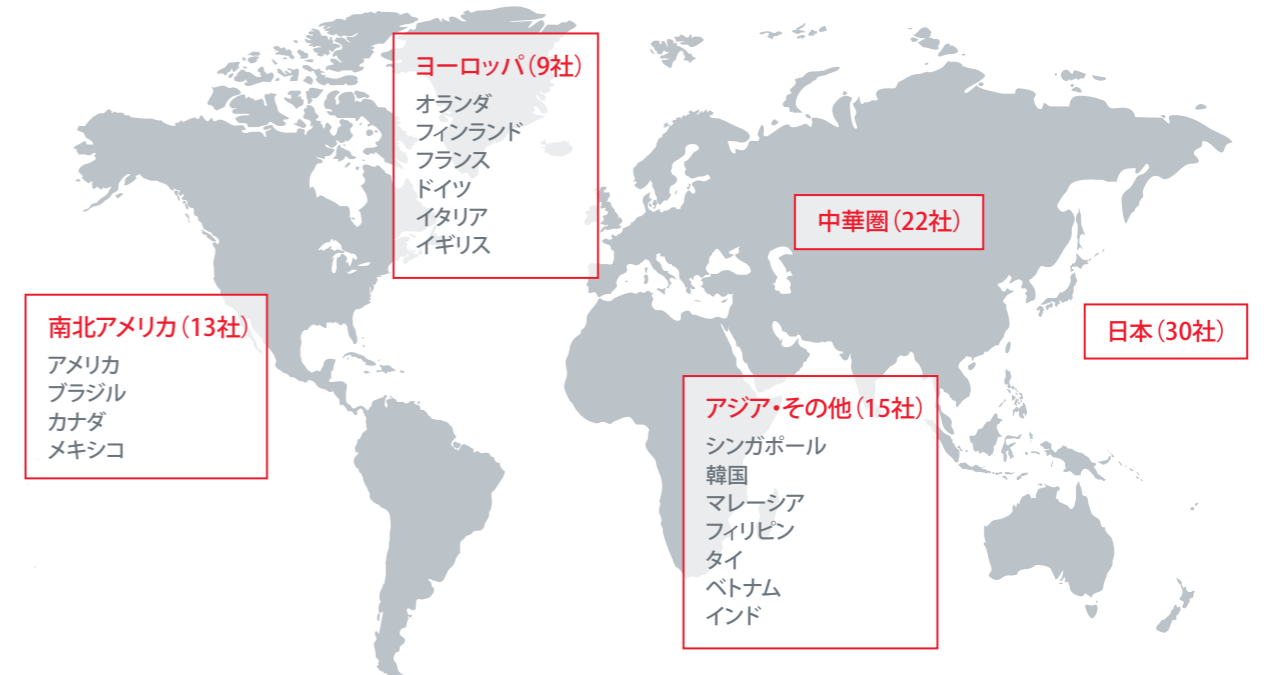 ヨーロッパ（9社）
オランダ
フィンランド
フランス
ドイツ
イタリア
イギリス
中華圏（22社）
南北アメリカ（13社）
アメリカ
ブラジル
カナダ
メキシコ
日本（30社）
アジア・その他（15社）
シンガポール
韓国
マレーシア
フィリピン
タイ
ベトナム
インド